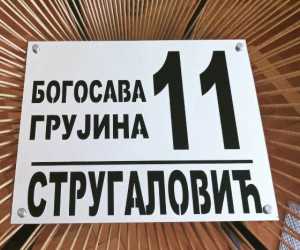 БОГОСАВА
ГРУЈИНА
11
СТРУГАЛОВИЋ